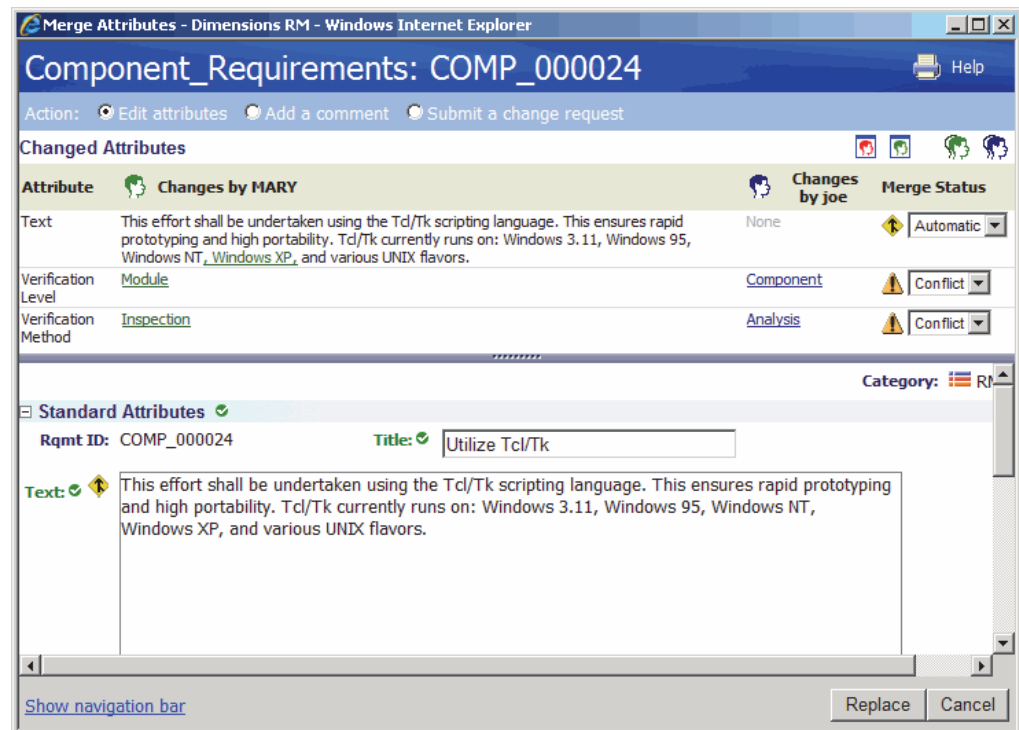 Merge Attributes - Dimensions RM - Windows Internet Explorer
Component_Requirements: COMP_000024
Help
Action: Edit attributes Add a comment Submit a change request
Changed Attributes
Attribute Changes by MARY Changes by joe Merge Status
Text This effort shall be undertaken using the Tcl/Tk scripting language. This ensures rapid None Automatic
prototyping and high portability. Tcl/Tk currently runs on: Windows 3.11, Windows 95,
Windows NT, Windows XP, and various UNIX flavors.
Verification Level Module Component Conflict
Verification Method Inspection Analysis Conflict
Category:
Standard Attributes
Rqmt ID: COMP_000024 Title: Utilize Tcl/Tk
Text: This effort shall be undertaken using the Tcl/Tk scripting language. This ensures rapid prototyping
and high portability. Tcl/Tk currently runs on: Windows 3.11, Windows 95, Windows NT,
Windows XP, and various UNIX flavors.
Show navigation bar
Replace Cancel